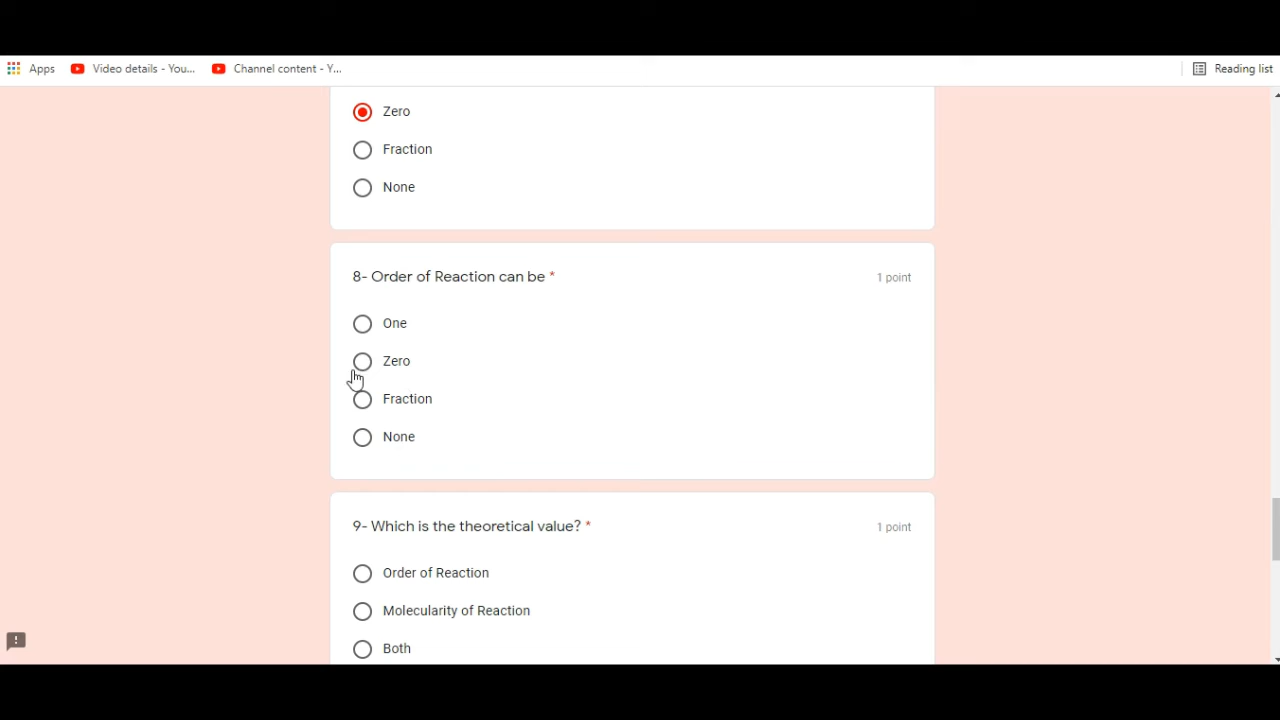 Apps Video details - You... Channel content - Y... Reading list
Zero
Fraction
None
8- Order of Reaction can be * 1 point
One
Zero
Fraction
None
9- Which is the theoretical value? * 1 point
Order of Reaction
Molecularity of Reaction
Both